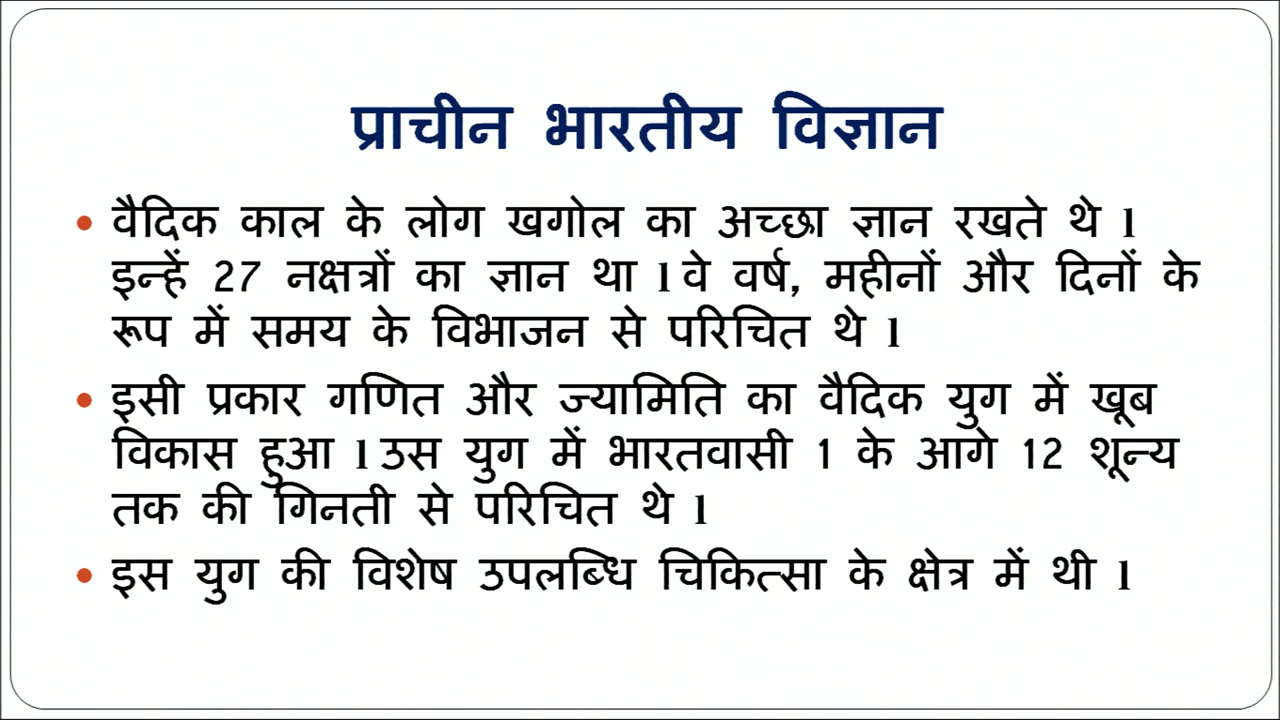 प्राचीन भारतीय विज्ञान
• वैदिक काल के लोग खगोल का अच्छा ज्ञान रखते थे l
इन्हें 27 नक्षत्रों का ज्ञान था l वे वर्ष, महीनों और दिनों के
रूप में समय के विभाजन से परिचित थे l
• इसी प्रकार गणित और ज्यामिति का वैदिक युग में खूब
विकास हुआ l उस युग में भारतवासी 1 के आगे 12 शून्य
तक की गिनती से परिचित थे l
• इस युग की विशेष उपलब्धि चिकित्सा के क्षेत्र में थी l